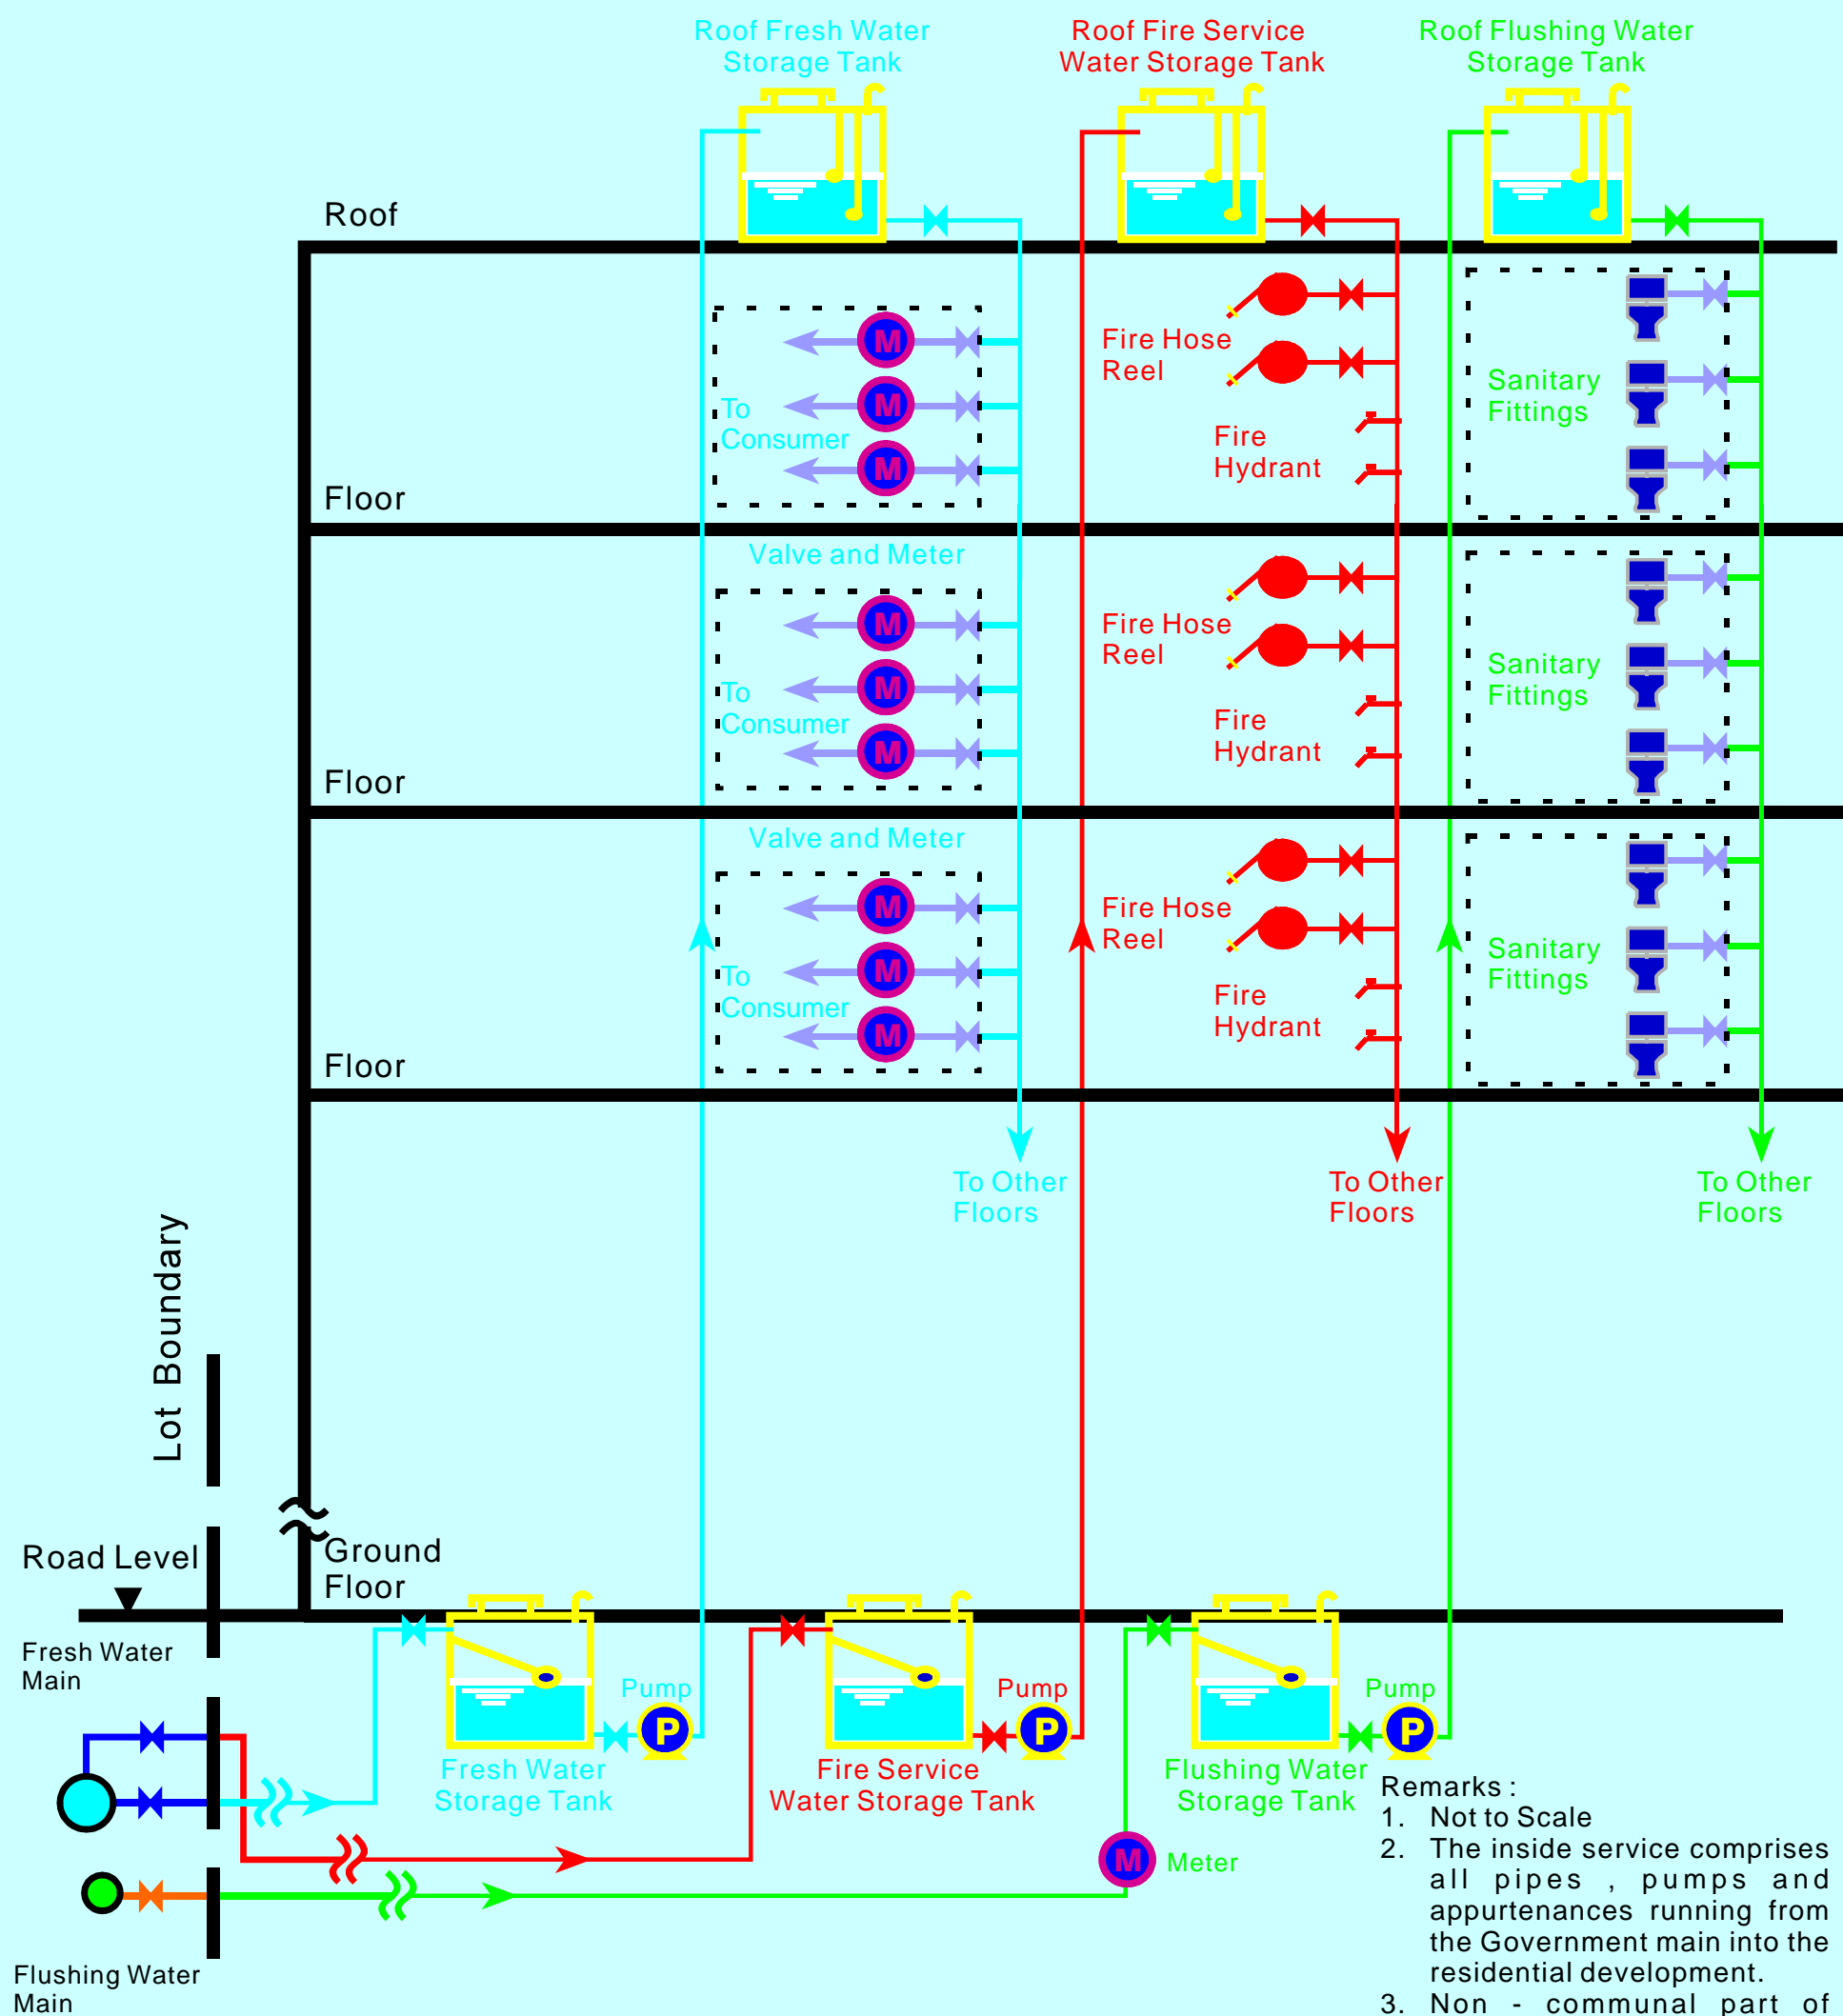 Roof Fresh Water
Storage Tank
Roof Fire Service
Water Storage Tank
Roof Flushing Water
Storage Tank
Roof
M
M
M
To
Consumer
Fire Hose
Reel
Fire
Hydrant
Sanitary
Fittings
Floor
Valve and Meter
M
M
M
To
Consumer
Fire Hose
Reel
Fire
Hydrant
Sanitary
Fittings
Floor
Valve and Meter
M
M
M
To
Consumer
Fire Hose
Reel
Fire
Hydrant
Sanitary
Fittings
Floor
To Other
Floors
To Other
Floors
To Other
Floors
Lot Boundary
Road Level
Ground
Floor
Fresh Water
Main
Pump
P
Fresh Water
Storage Tank
Pump
P
Fire Service
Water Storage Tank
Pump
P
Flushing Water
Storage Tank
M
Meter
Flushing Water
Main
Remarks :
1. Not to Scale
2. The inside service comprises
all pipes , pumps and
appurtenances running from
the Government main into the
residential development.
3. Non - communal part of